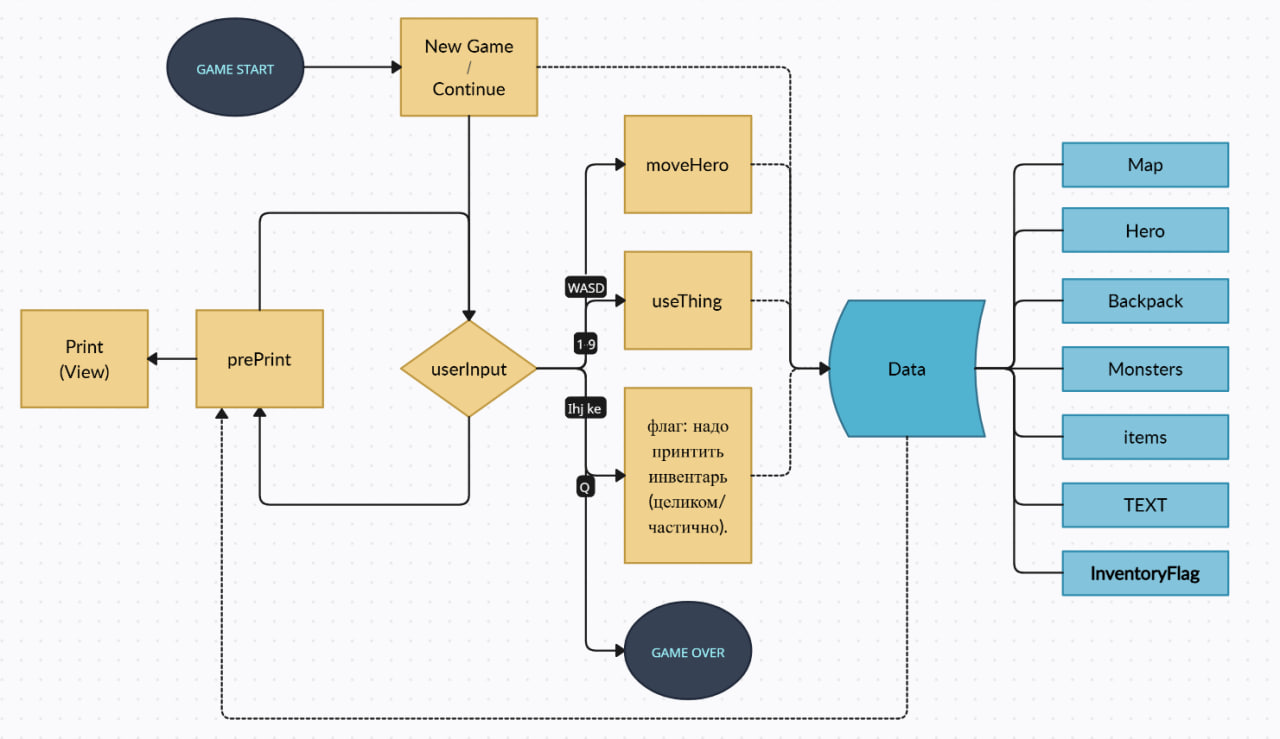 GAME START
New Game
/
Continue
moveHero
useThing
WASD
1-9
Ihj ke
Q
userInput
prePrint
Print
(View)
флаг: надо
принтить
инвентарь
(целиком/
частично).
GAME OVER
Data
Map
Hero
Backpack
Monsters
items
TEXT
InventoryFlag